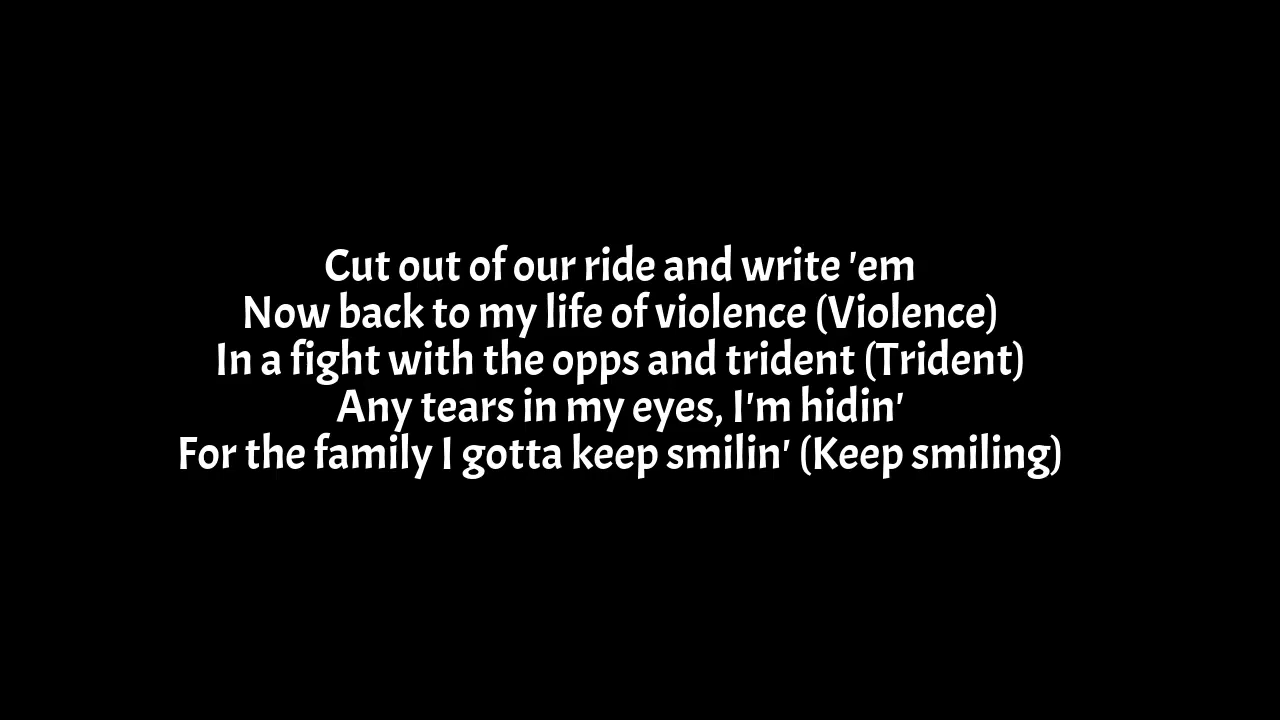 Cut out of our ride and write 'em
Now back to my life of violence (Violence)
In a fight with the opps and trident (Trident)
Any tears in my eyes, I'm hidin'
For the family I gotta keep smilin' (Keep smiling)